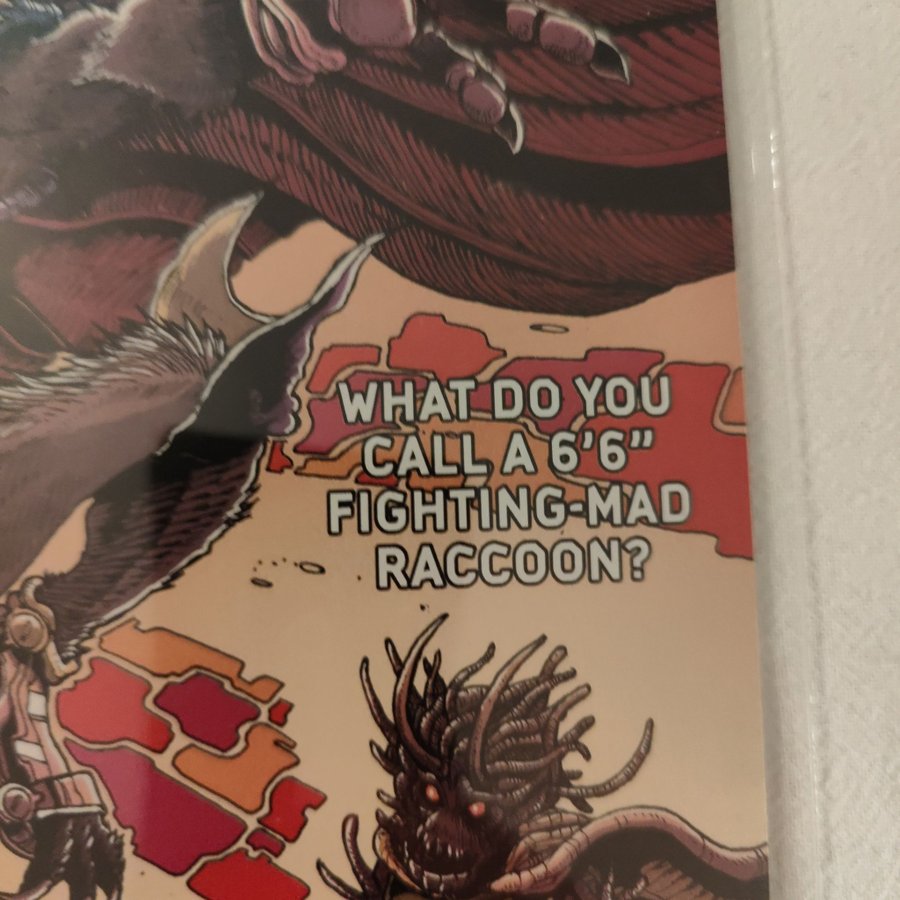 WHAT DO YOU
CALL A 6'6”
FIGHTING-MAD
RACCOON?